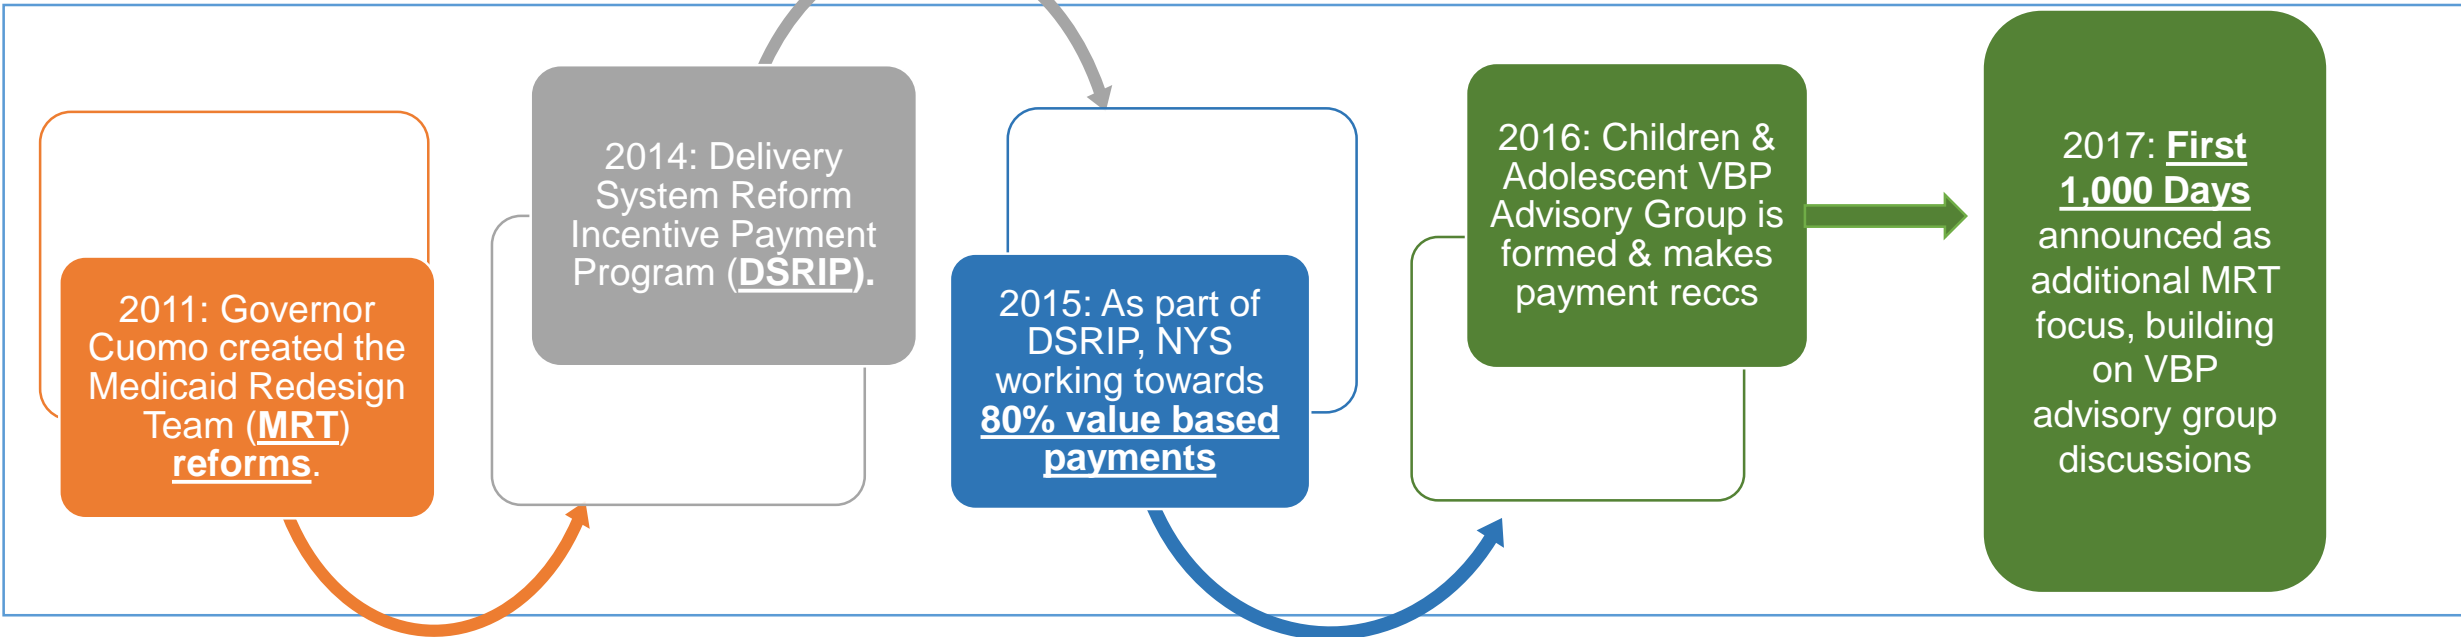 2011: Governor
Cuomo created the
Medicaid Redesign
Team (MRT)
reforms.
2014: Delivery
System Reform
Incentive Payment
Program (DSRIP).
2015: As part of
DSRIP, NYS
working towards
80% value based
payments
2016: Children &
Adolescent VBP
Advisory Group is
formed & makes
payment reccs
2017: First
1,000 Days
announced as
additional MRT
focus, building
on VBP
advisory group
discussions